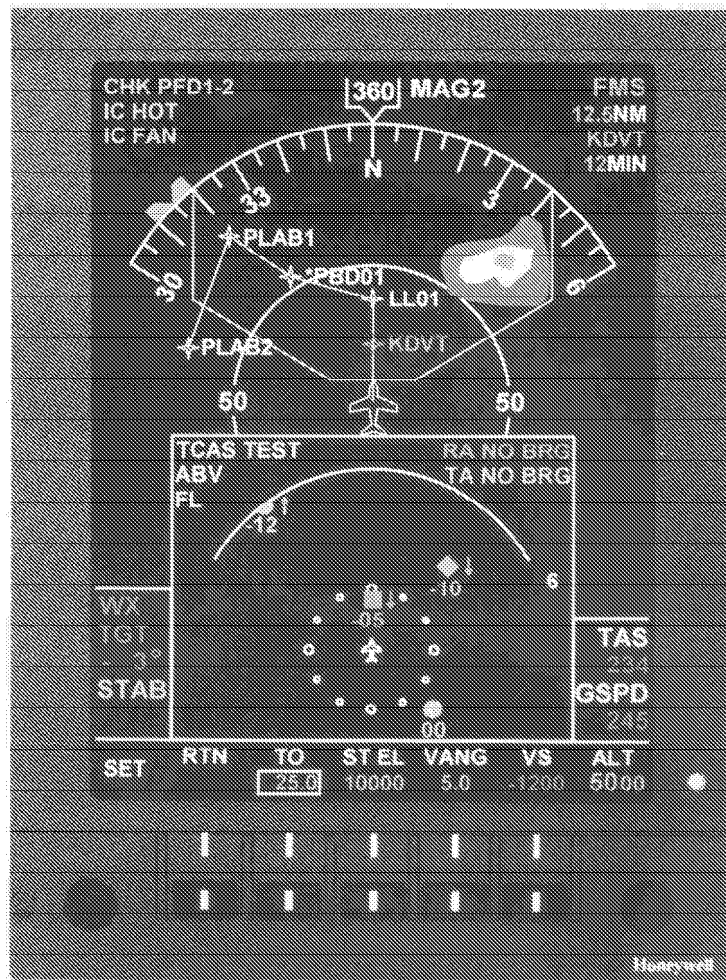 CHK PFD1-2
IC HOT
IC FAN
360 MAG2
FMS
12.5NM
KDVT
12MIN
N
33
3
30
6
PLAB1
*PBD01
LL01
PLAB2
KDVT
50
50
TCAS TEST
ABV
FL
RA NO BRG
TA NO BRG
-12
-10
6
-05
00
WX
TGT
3°
STAB
TAS
234
GSPD
245
SET
RTN TO ST EL VANG VS ALT
25.0 10000 5.0 -1200 5000
Honeywell